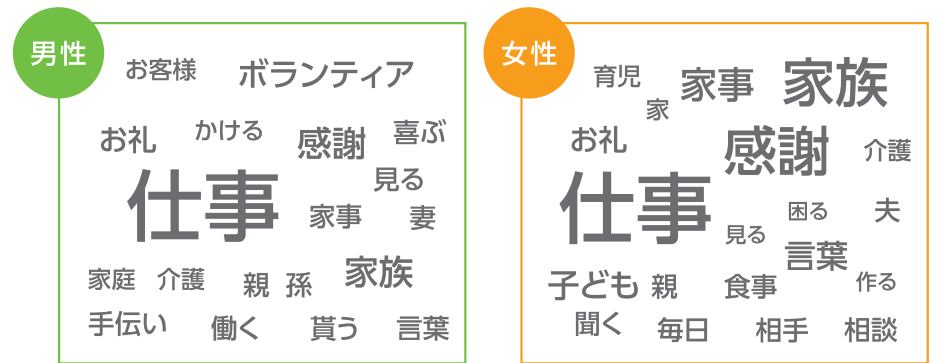 男性
お客様 ボランティア
お礼 かける 感謝 喜ぶ
見る
仕事 家事 妻
家庭 介護 親 孫 家族
手伝い 働く 貰う 言葉
女性
育児 家事 家族
家
お礼 感謝 介護
仕事 困る 夫
見る 言葉
子ども 親 食事 作る
聞く 毎日 相手 相談